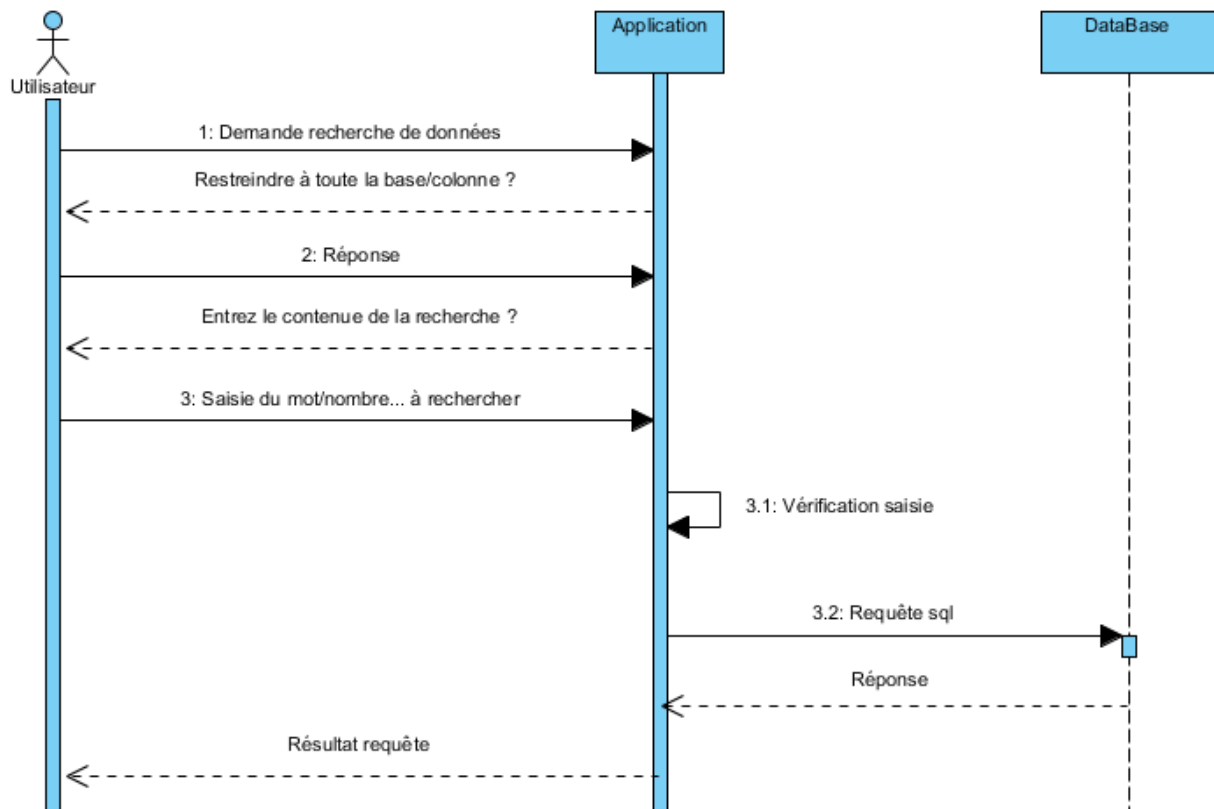 Application
DataBase
Utilisateur
1: Demande recherche de données
Restreindre à toute la base/colonne ?
2: Réponse
Entrez le contenue de la recherche ?
3: Saisie du mot/nombre... à rechercher
3.1: Vérification saisie
3.2: Requête sql
Réponse
Résultat requête